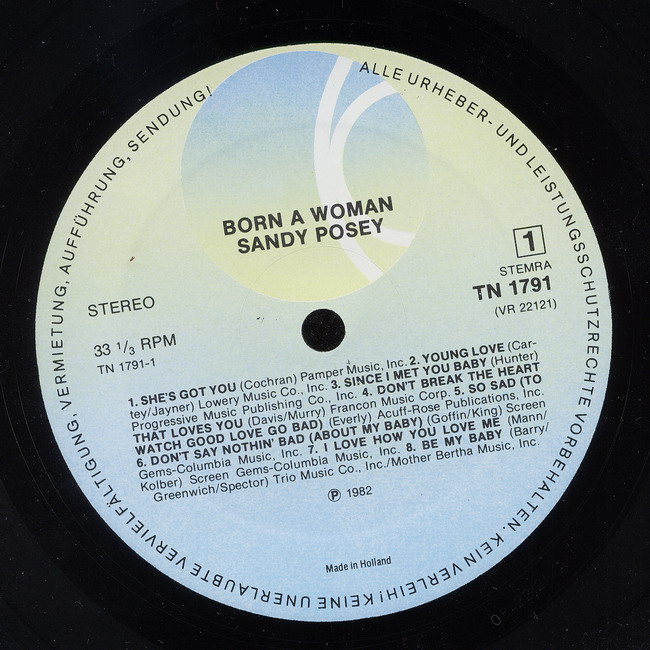 ALLE URHEBER- UND LEISTUNGSSCHUTZRECHTE VORBEHALTEN. KEIN VERLEIH! KEINE UNERLAUBTE VERVIELFÄLTIGUNG, VERMIETUNG, AUFFÜHRUNG, SENDUNG!
BORN A WOMAN
SANDY POSEY
1
STEMRA
TN 1791
(VR 22121)
STEREO
33 1/3 RPM
TN 1791-1
1. SHE'S GOT YOU (Cochran) Pamper Music, Inc. 2. YOUNG LOVE (Car-
tey/Jayner) Lowery Music Co., Inc. 3. SINCE I MET YOU BABY (Hunter)
Progressive Music Publishing Co., Inc. 4. DON'T BREAK THE HEART
THAT LOVES YOU (Davis/Murry) Francon Music Corp. 5. SO SAD (TO
WATCH GOOD LOVE GO BAD) (Everly) Acuff-Rose Publications, Inc.
6. DON'T SAY NOTHIN' BAD (ABOUT MY BABY) (Goffin/King) Screen
Gems-Columbia Music, Inc. 7. I LOVE HOW YOU LOVE ME (Mann/
Kolber) Screen Gems-Columbia Music, Inc. 8. BE MY BABY (Barry/
Greenwich/Spector) Trio Music Co., Inc./Mother Bertha Music, Inc.
℗ 1982
Made in Holland